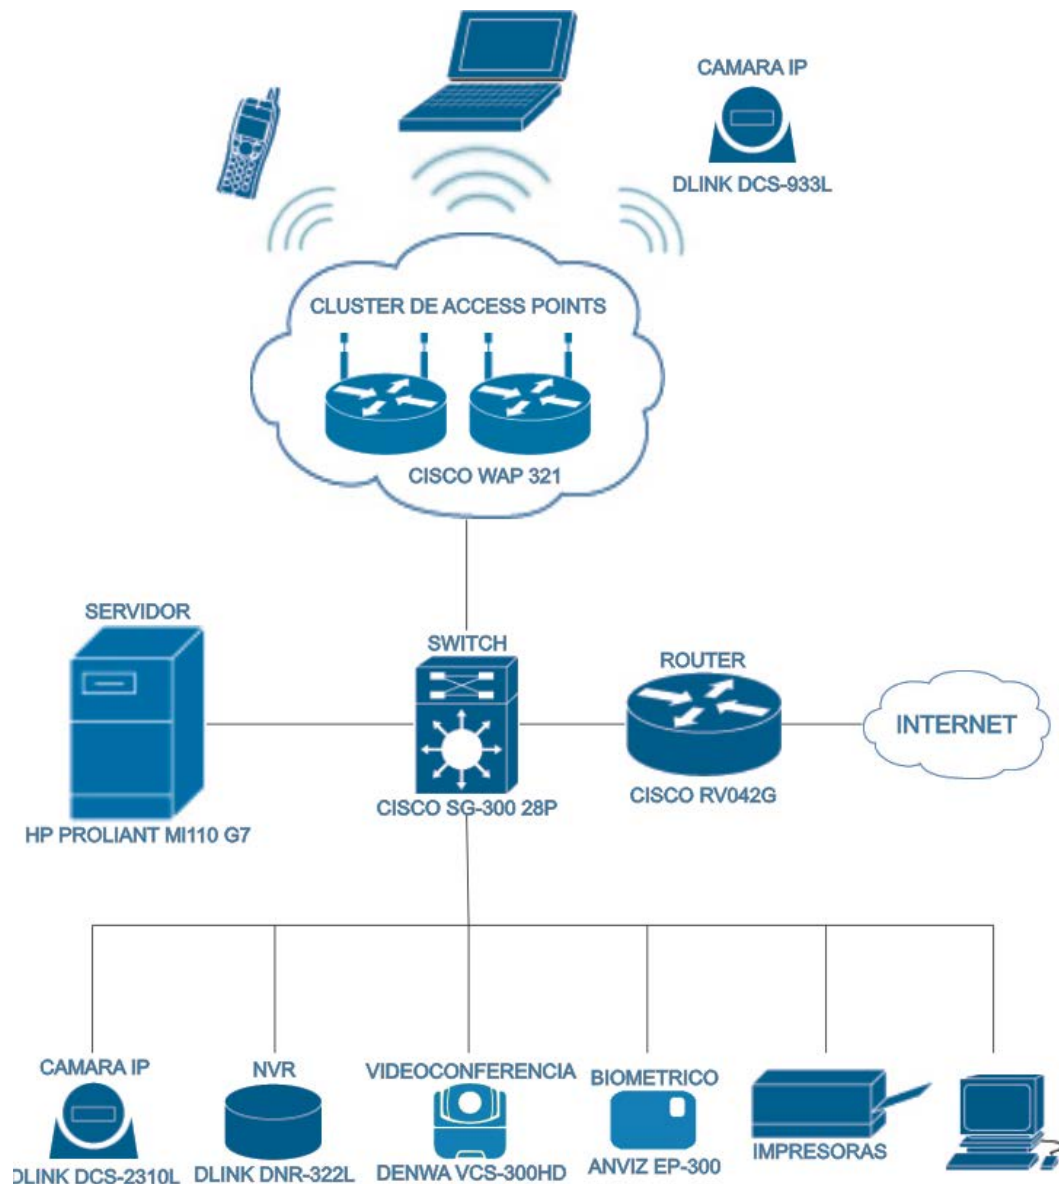 CAMARA IP
DLINK DCS-933L
CLUSTER DE ACCESS POINTS
CISCO WAP 321
SERVIDOR
HP PROLIANT MI110 G7
SWITCH
CISCO SG-300 28P
ROUTER
CISCO RV042G
INTERNET
CAMARA IP
DLINK DCS-2310L
NVR
DLINK DNR-322L
VIDEOCONFERENCIA
DENWA VCS-300HD
BIOMETRICO
ANVIZ EP-300
IMPRESORAS